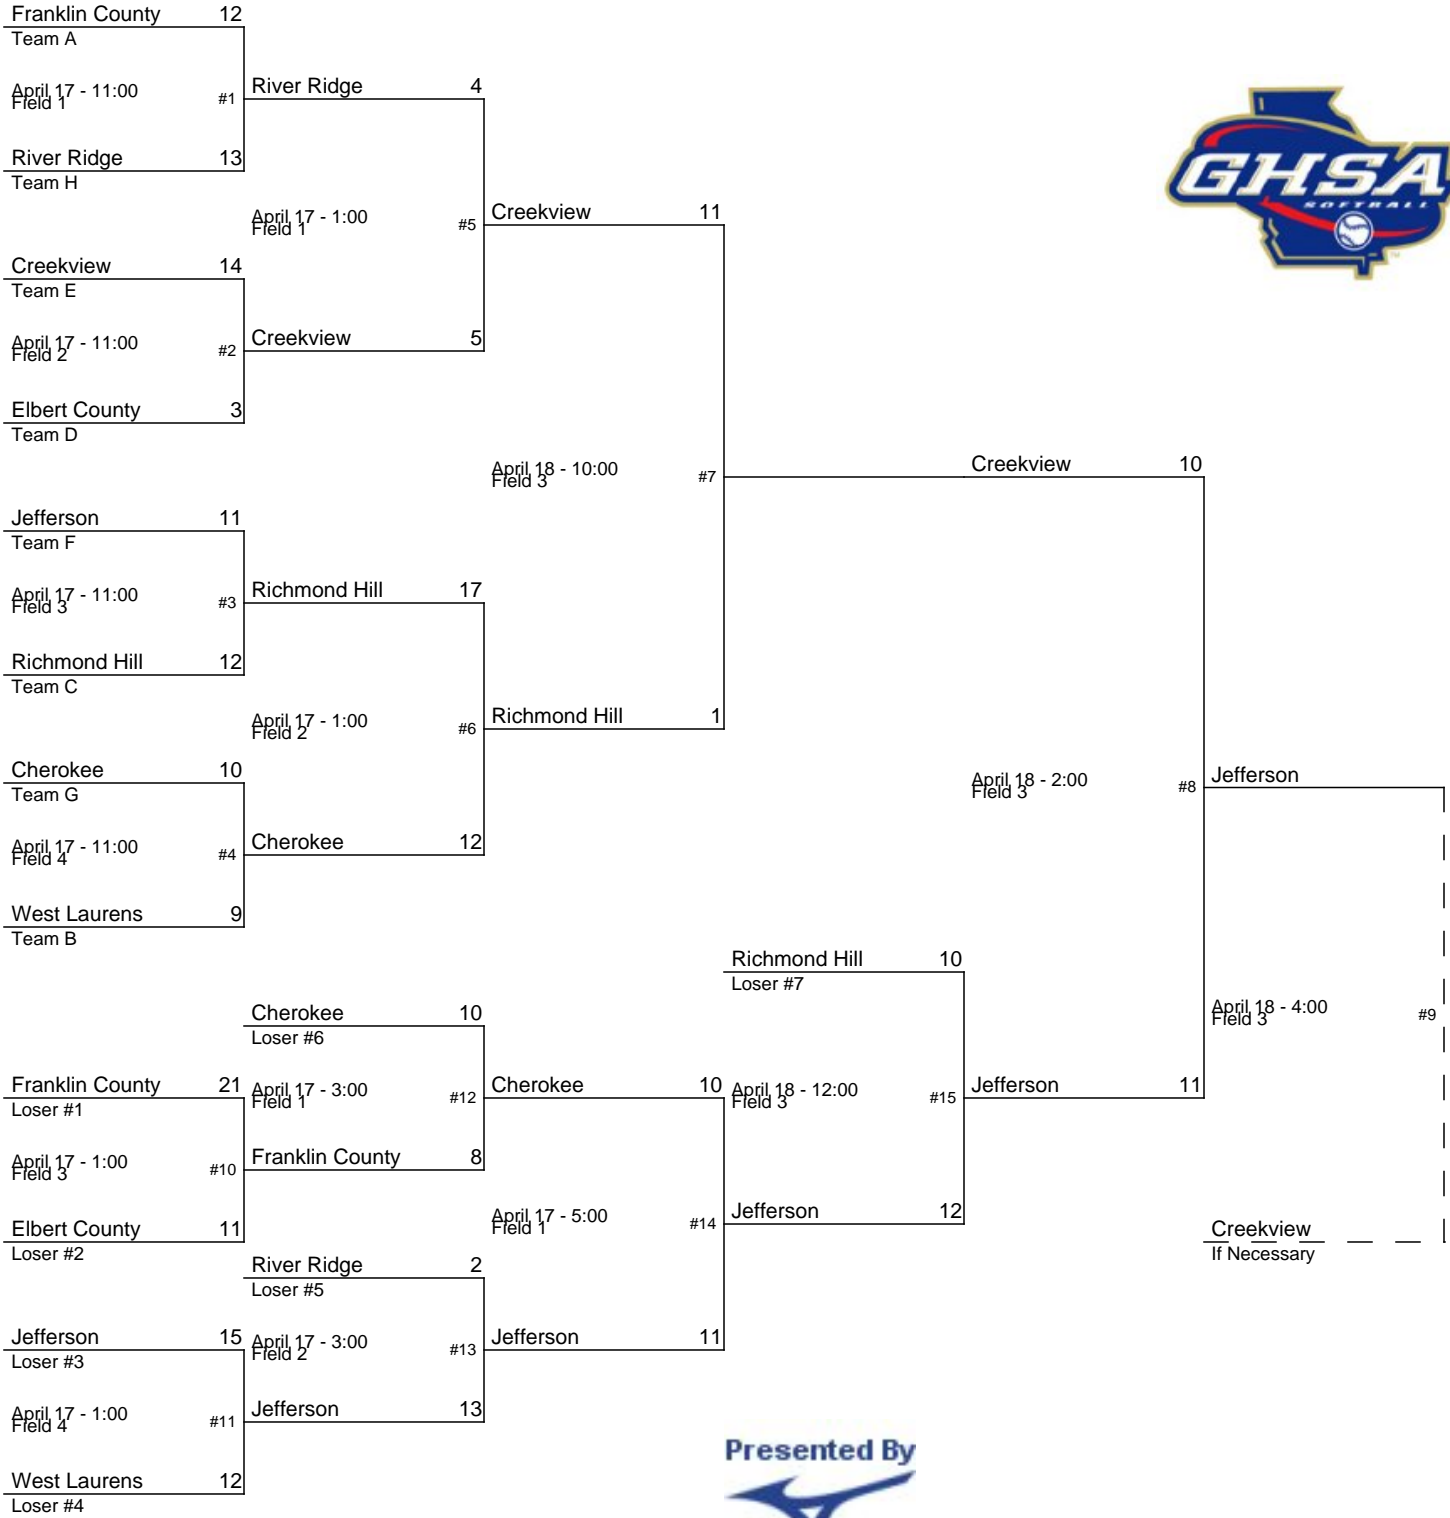 Franklin County 12
Team A
April 17 - 11:00
Field 1
#1
River Ridge 4
River Ridge 13
Team H
April 17 - 1:00
Field 1
#5
Creekview 11
Creekview 14
Team E
April 17 - 11:00
Field 2
#2
Creekview 5
Elbert County 3
Team D
April 18 - 10:00
Field 3
#7
Creekview 10
Jefferson 11
Team F
April 17 - 11:00
Field 3
#3
Richmond Hill 17
Richmond Hill 12
Team C
April 17 - 1:00
Field 2
#6
Richmond Hill 1
Cherokee 10
Team G
April 17 - 11:00
Field 4
#4
Cherokee 12
West Laurens 9
Team B
April 18 - 2:00
Field 3
#8
Jefferson
Richmond Hill 10
Loser #7
Cherokee 10
Loser #6
April 18 - 4:00
Field 3
#9
Franklin County 21
Loser #1
April 17 - 3:00
Field 1
#12
Cherokee 10
April 18 - 12:00
Field 3
#15
Jefferson 11
April 17 - 1:00
Field 3
#10
Franklin County 8
Elbert County 11
Loser #2
April 17 - 5:00
Field 1
#14
Jefferson 12
Creekview
If Necessary
River Ridge 2
Loser #5
Jefferson 15
Loser #3
April 17 - 3:00
Field 2
#13
Jefferson 11
April 17 - 1:00
Field 4
#11
Jefferson 13
West Laurens 12
Loser #4
GHSA
SOFTBALL
TM
Presented By